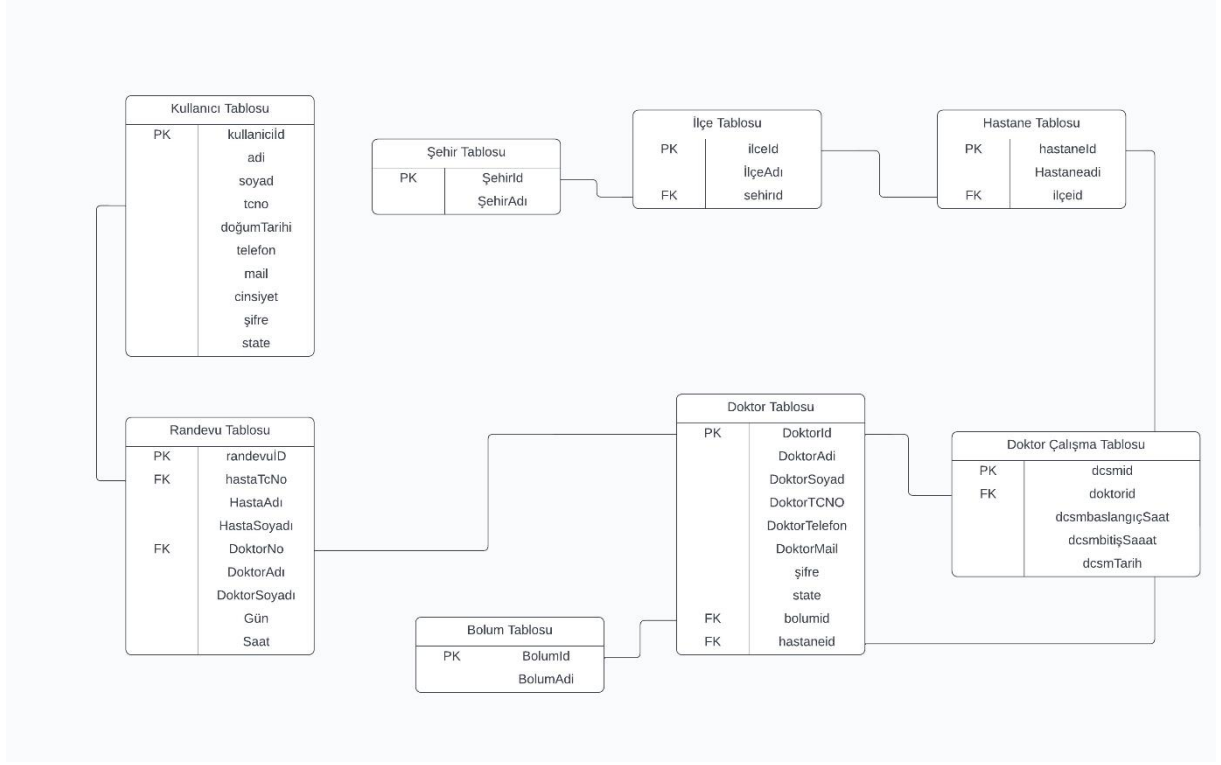 Kullanıcı Tablosu
PK kullaniciİd
adi
soyad
tcno
doğumTarihi
telefon
mail
cinsiyet
şifre
state
Şehir Tablosu
PK ŞehirId
ŞehirAdı
İlçe Tablosu
PK ilceId
İlçeAdı
FK sehirıd
Hastane Tablosu
PK hastaneId
Hastaneadi
FK ilçeid
Randevu Tablosu
PK randevuİD
FK hastaTcNo
HastaAdı
HastaSoyadı
FK DoktorNo
DoktorAdı
DoktorSoyadı
Gün
Saat
Doktor Tablosu
PK DoktorId
DoktorAdi
DoktorSoyad
DoktorTCNO
DoktorTelefon
DoktorMail
şifre
state
FK bolumid
FK hastaneid
Doktor Çalışma Tablosu
PK dcsmid
FK doktorid
dcsmbaslangıçSaat
dcsmbitişSaaat
dcsmTarih
Bolum Tablosu
PK BolumId
BolumAdi